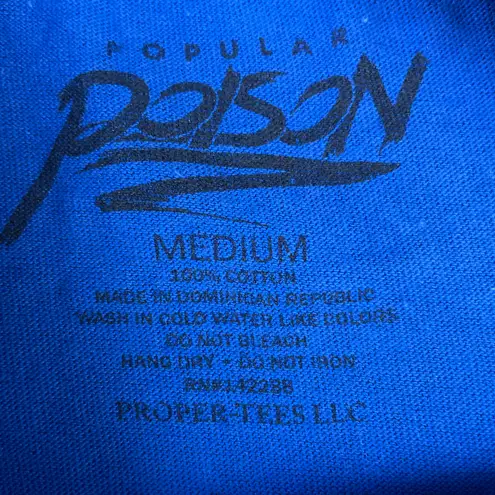 POPULAR
POISON
MEDIUM
100% COTTON
MADE IN DOMINICAN REPUBLIC
WASH IN COLD WATER LIKE COLORS
DO NOT BLEACH
HANG DRY • DO NOT IRON
RN#142288
PROPER-TEES LLC